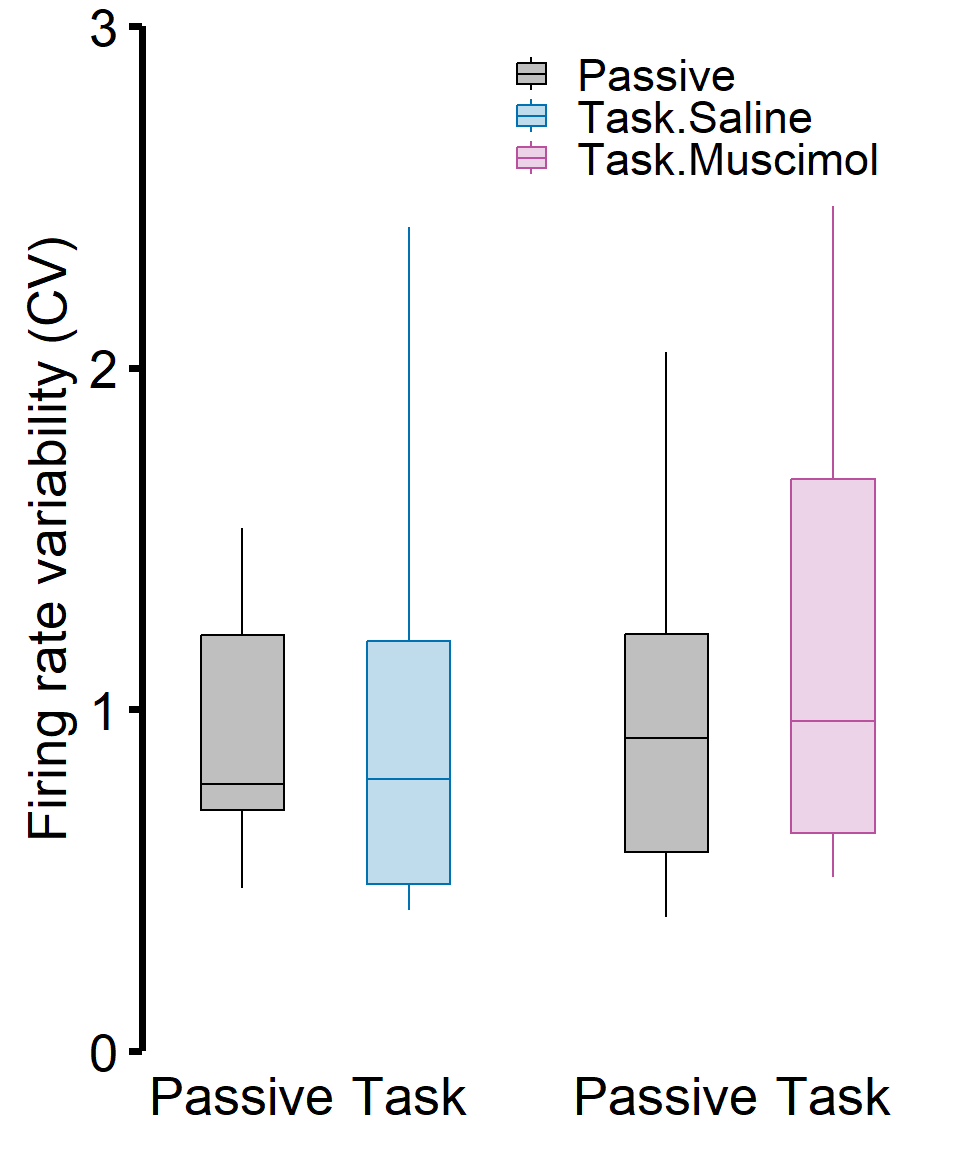 3
Passive
Task.Saline
Task.Muscimol
Firing rate variability (CV)
2
1
0
Passive Task Passive Task